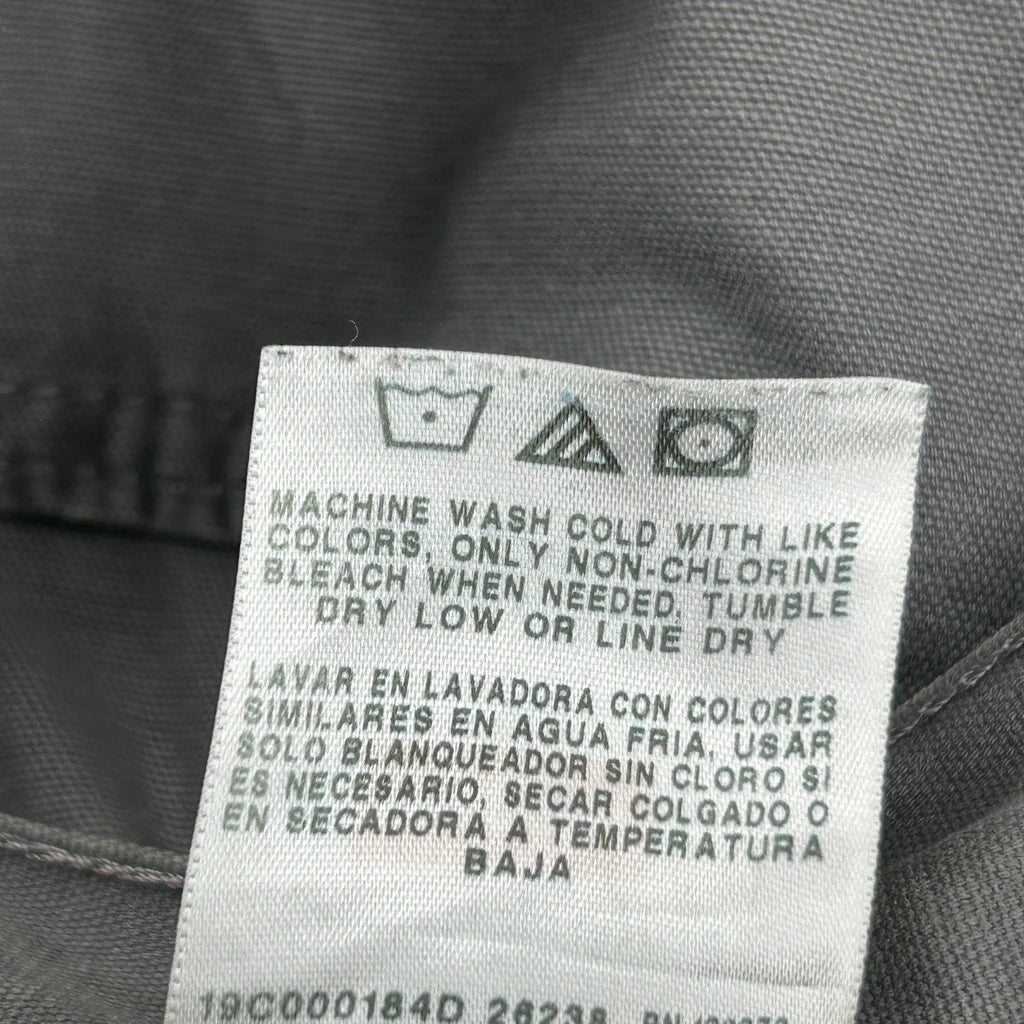 MACHINE WASH COLD WITH LIKE
COLORS, ONLY NON-CHLORINE
BLEACH WHEN NEEDED. TUMBLE
DRY LOW OR LINE DRY
LAVAR EN LAVADORA CON COLORES
SIMILARES EN AGUA FRIA, USAR
SOLO BLANQUEADOR SIN CLORO SI
ES NECESARIO. SECAR COLGADO O
EN SECADORA A TEMPERATURA
BAJA
19C000184D 26238